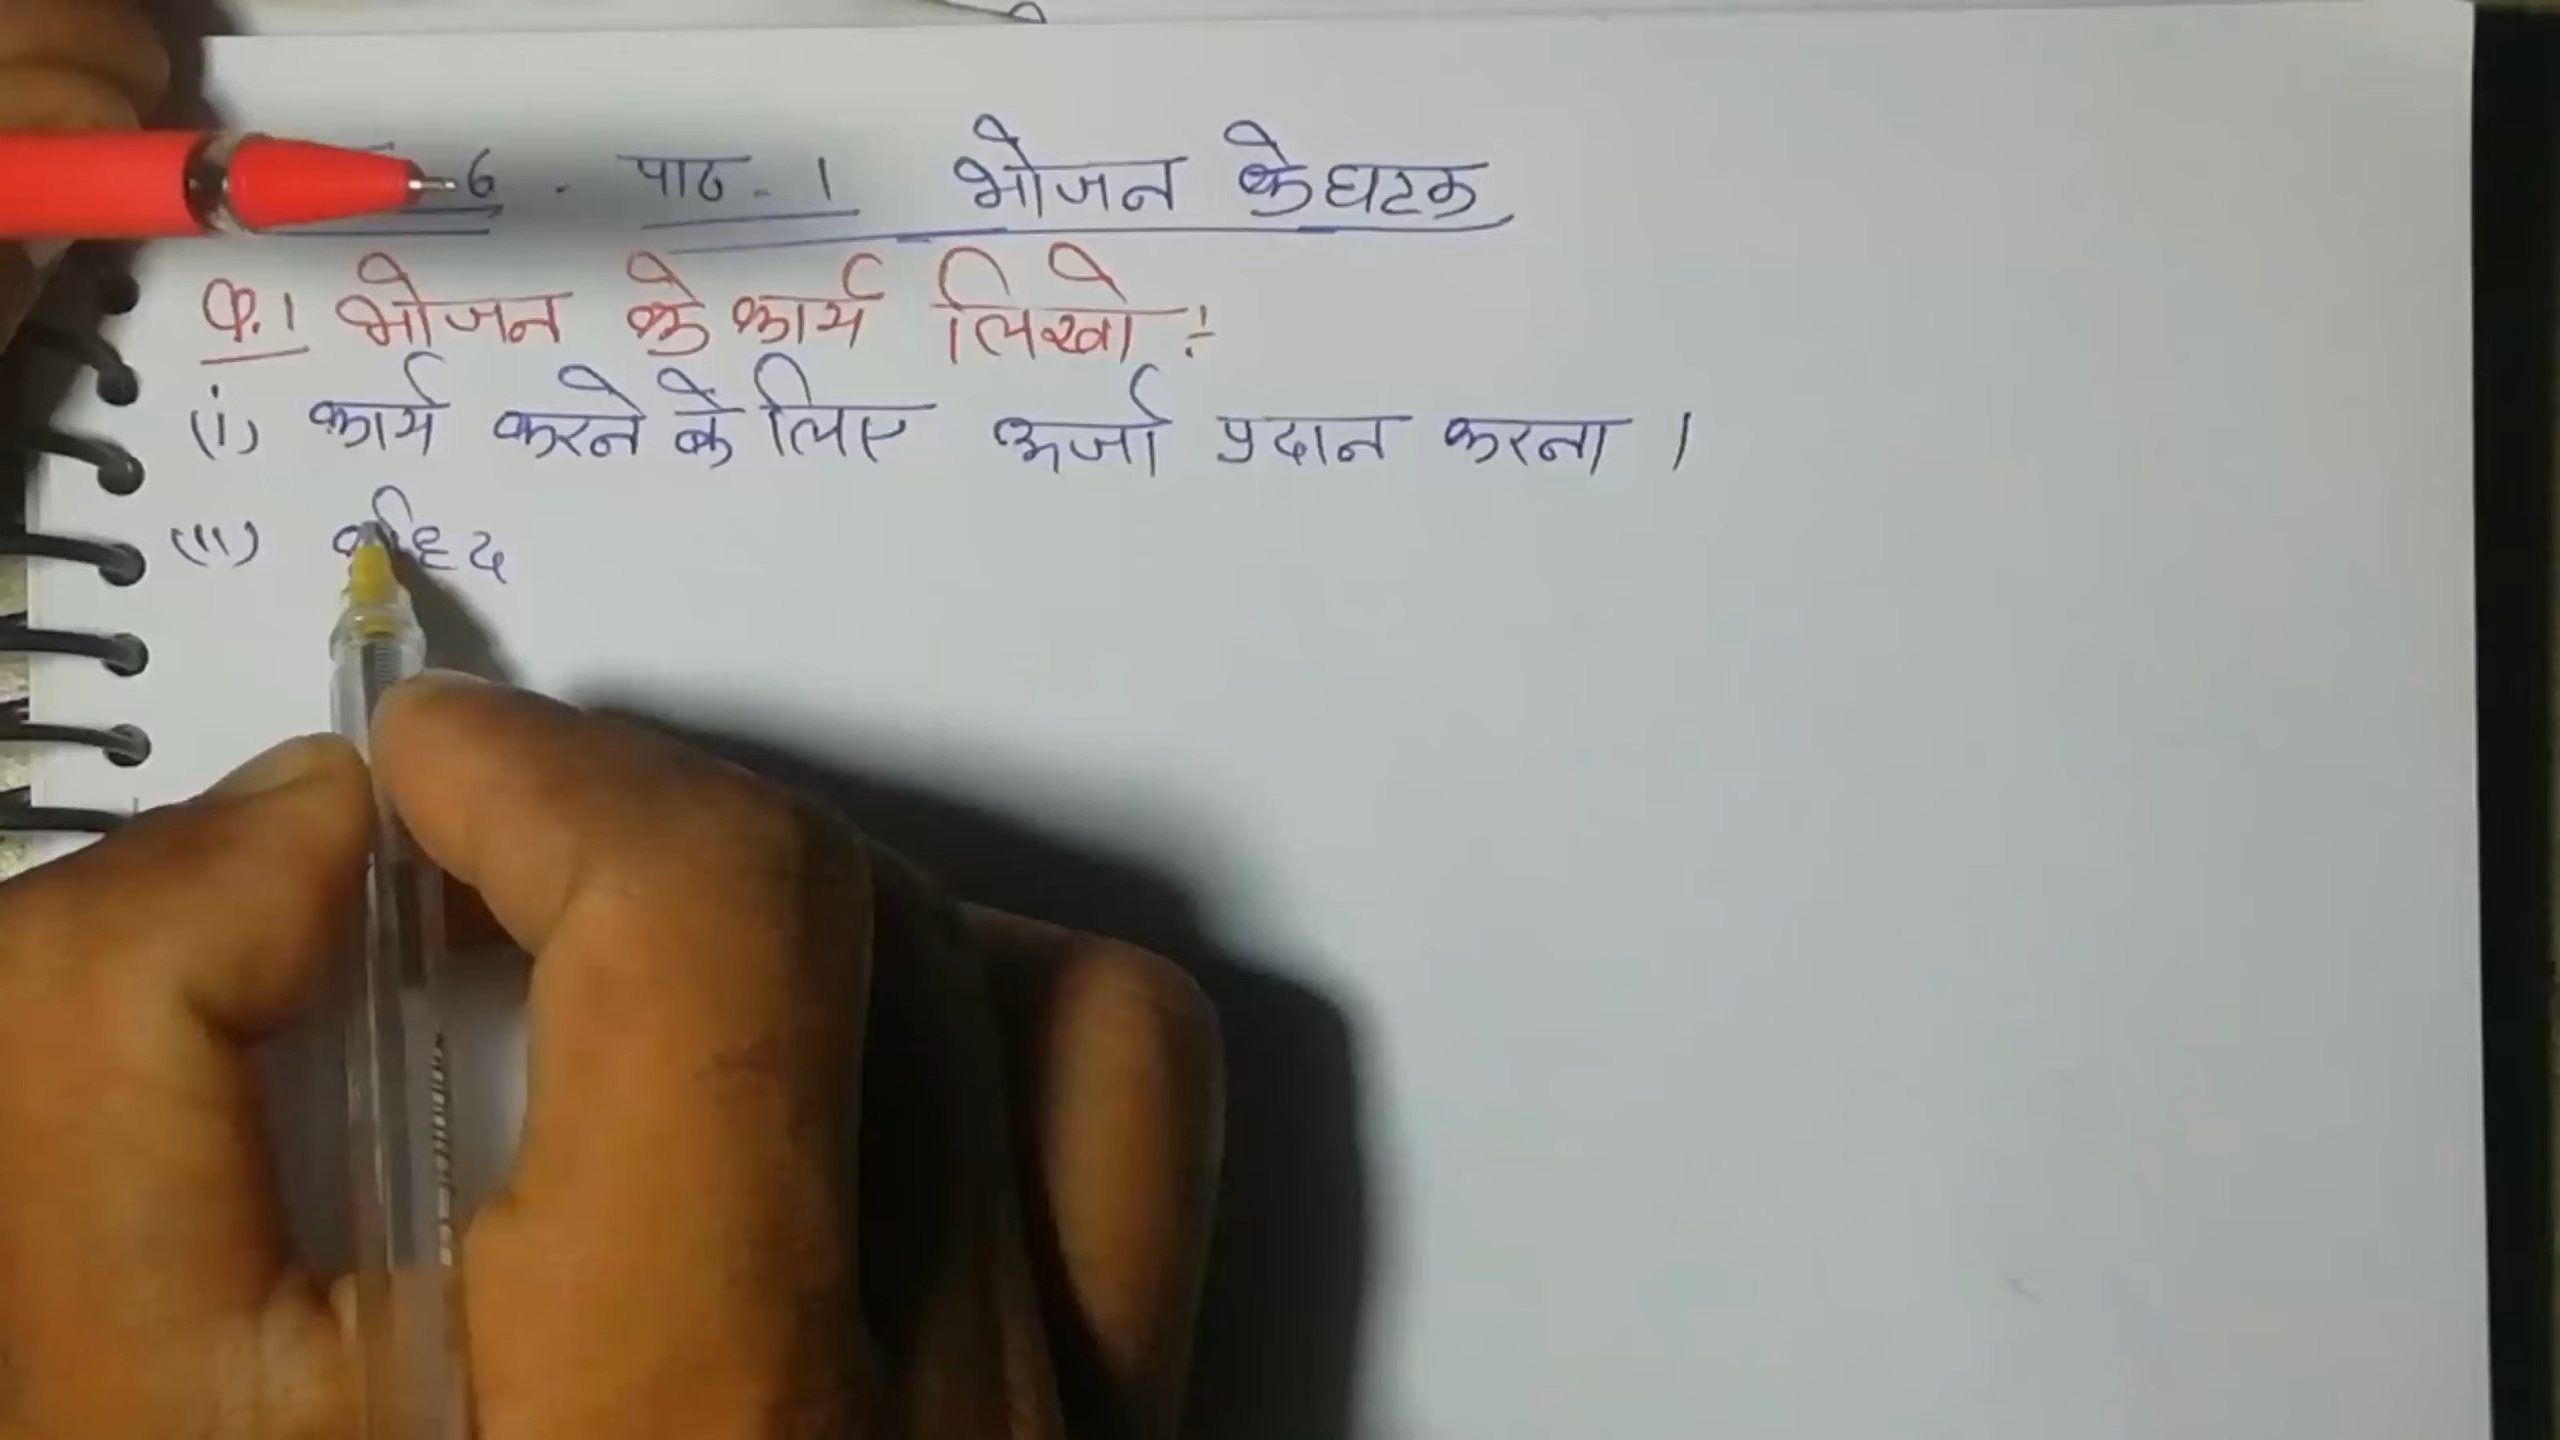 6 . पाठ - 1 भोजन के घटक
Q.1 भोजन के कार्य लिखो ÷
(i) कार्य करने के लिए ऊर्जा प्रदान करना ।
(ii)